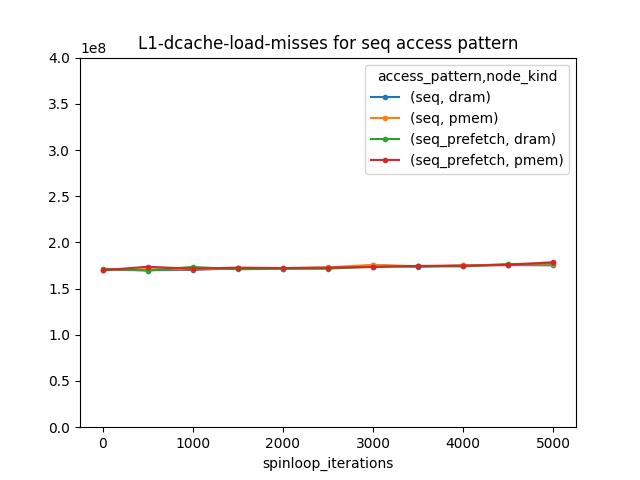 L1-dcache-load-misses for seq access pattern
1e8
access_pattern,node_kind
(seq, dram)
(seq, pmem)
(seq_prefetch, dram)
(seq_prefetch, pmem)
4.0
3.5
3.0
2.5
2.0
1.5
1.0
0.5
0.0
0 1000 2000 3000 4000 5000
spinloop_iterations